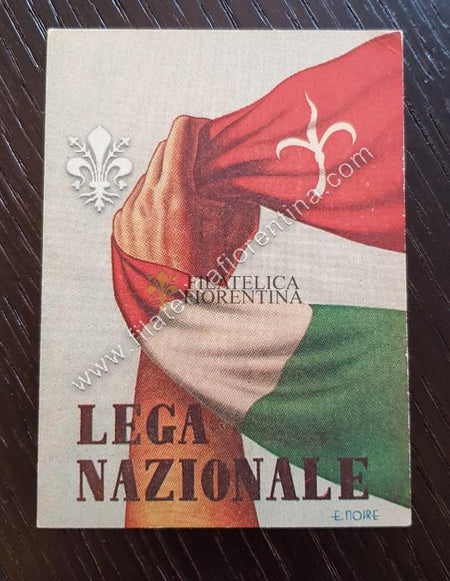 www.filatelicafiorentina.com
FILATELICA
FIORENTINA
LEGA
NAZIONALE
E. NOIRE